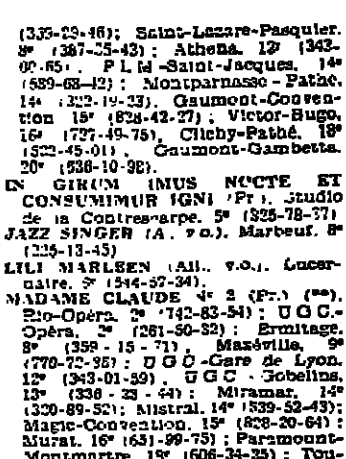 (335-29-46); Saint-Lazare-Pasquier.
8e (387-35-43) ; Athena. 12e (343-
00-65). P L M -Saint-Jacques. 14e
(589-68-42) ; Montparnasse - Pathé.
14e (322-19-23). Gaumont-Conven-
tion 15e (828-42-27) ; Victor-Hugo.
16e (727-49-75), Clichy-Pathé. 18e
(522-45-01), Gaumont-Gambetta.
20e (636-10-96).
IN GIRUM IMUS NOCTE ET
CONSUMIMUR IGNI (Fr.). Studio
de la Contrescarpe. 5e (325-78-37)
JAZZ SINGER (A. v.o.). Marbeuf. 8e
(225-13-45)
LILI MARLEEN (All., v.o.). Lucer-
naire. (544-57-34).
MADAME CLAUDE 2 (Fr.) (**).
Rio-Opéra. 2e (742-83-54) ; U G C.-
Opéra. 2e (261-50-32) ; Ermitage.
8e (359 - 15 - 71), Maxéville. 9e
(770-72-86) ; U G C -Gare de Lyon.
12e (343-01-59), U G C - Gobelins.
13e (336 - 23 - 44) ; Miramar. 14e
(320-89-52); Mistral. 14e (539-52-43);
Magic-Convention. 15e (828-20-64) ;
Murat. 16e (651-99-75) ; Paramount-
Montmartre. 18e (606-34-25) ; Tou-